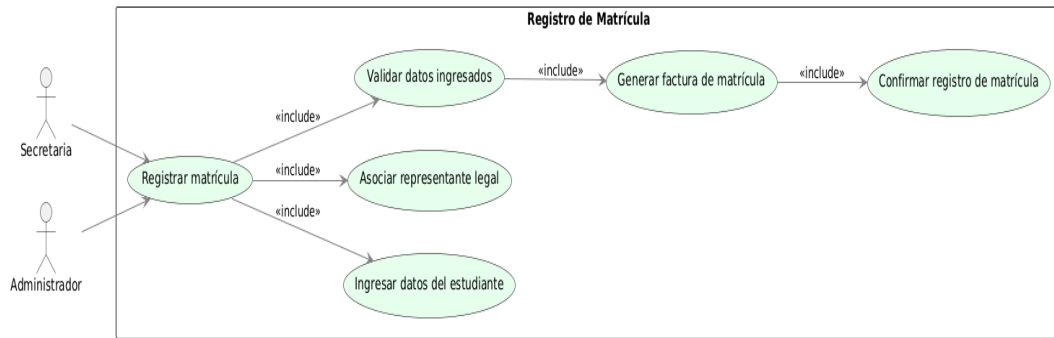 Registro de Matrícula
Validar datos ingresados
«include»
Generar factura de matrícula
«include»
Confirmar registro de matrícula
«include»
Secretaria
Registrar matrícula
«include»
Asociar representante legal
«include»
Administrador
Ingresar datos del estudiante